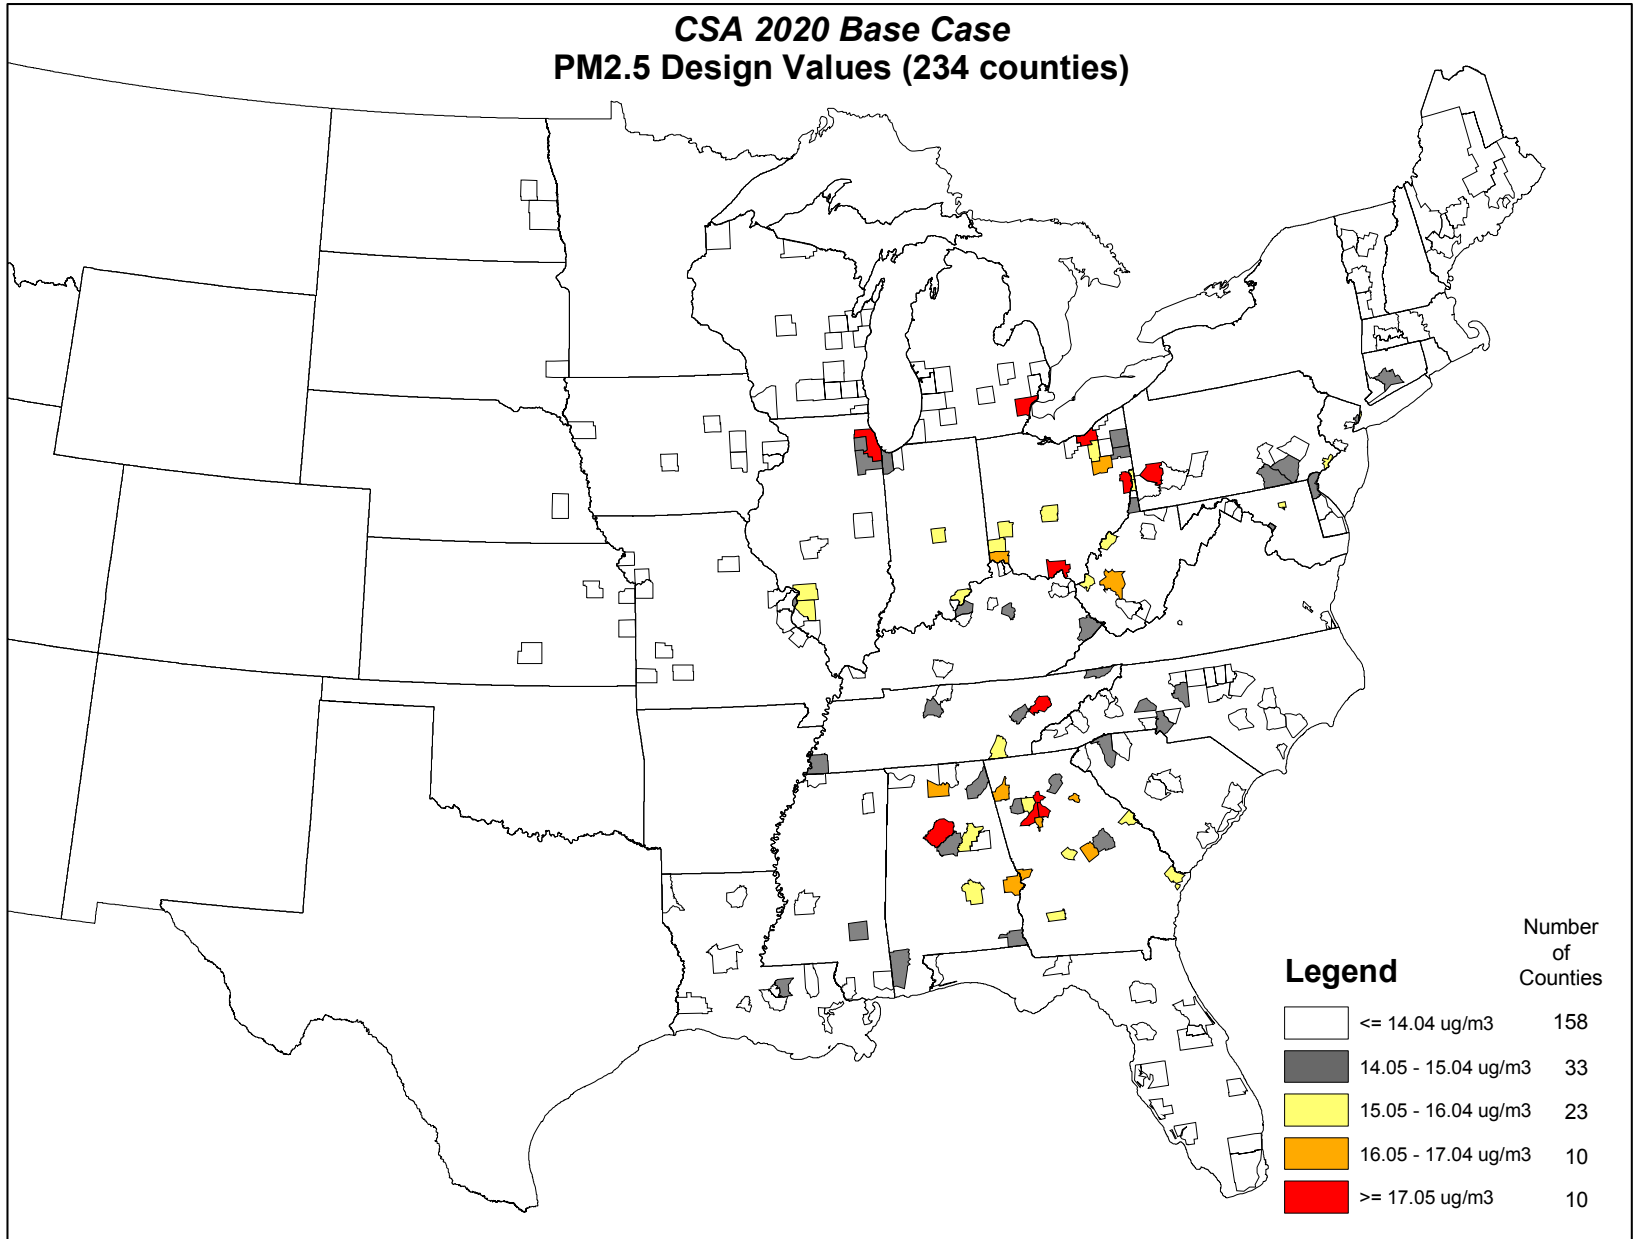 CSA 2020 Base Case
PM2.5 Design Values (234 counties)
Number
of
Counties
Legend
<= 14.04 ug/m3 158
14.05 - 15.04 ug/m3 33
15.05 - 16.04 ug/m3 23
16.05 - 17.04 ug/m3 10
>= 17.05 ug/m3 10